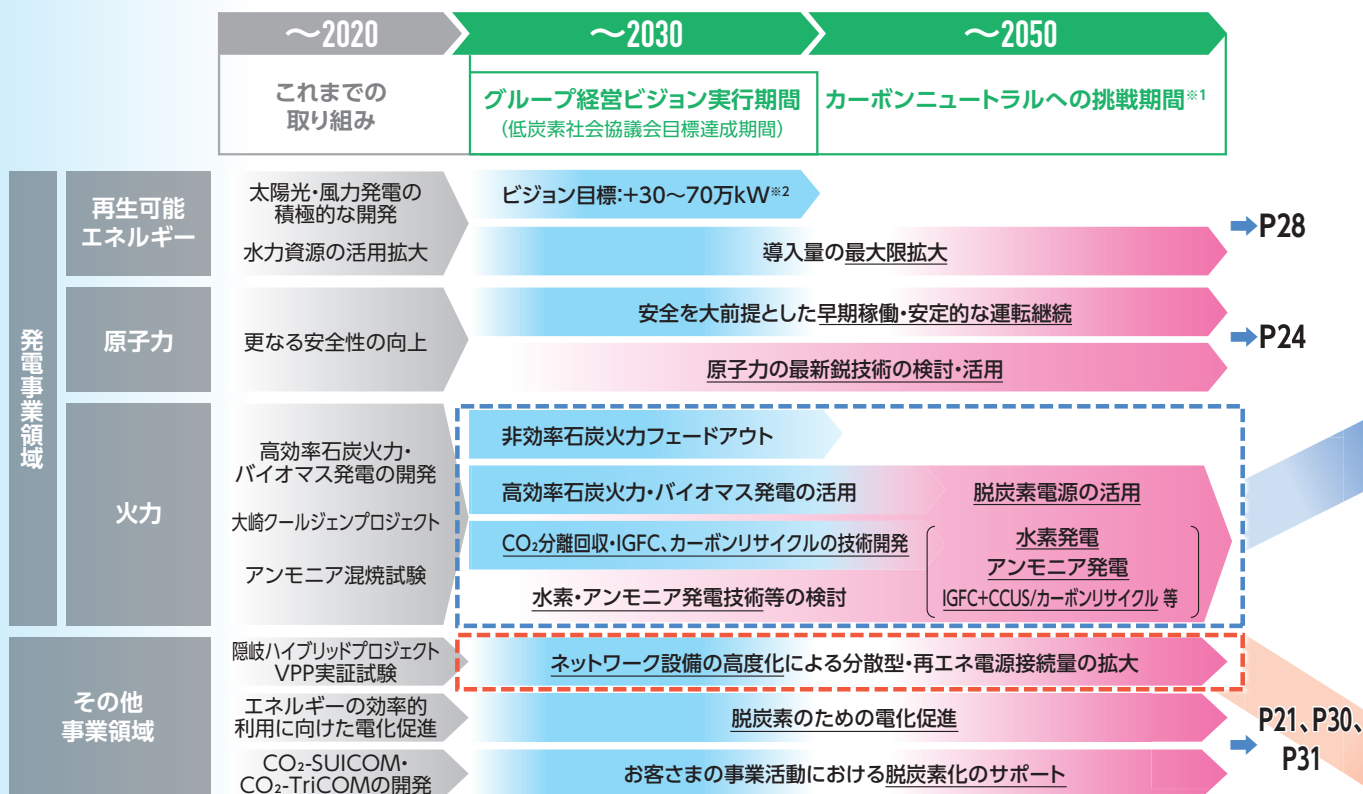 〜2020
〜2030
〜2050
これまでの
取り組み
グループ経営ビジョン実行期間
(低炭素社会協議会目標達成期間)
カーボンニュートラルへの挑戦期間※1
発電事業領域
再生可能
エネルギー
太陽光・風力発電の
積極的な開発
水力資源の活用拡大
ビジョン目標:+30〜70万kW※2
導入量の最大限拡大
➡P28
原子力
更なる安全性の向上
安全を大前提とした早期稼働・安定的な運転継続
原子力の最新鋭技術の検討・活用
➡P24
火力
高効率石炭火力・
バイオマス発電の開発
大崎クールジェンプロジェクト
アンモニア混焼試験
非効率石炭火力フェードアウト
高効率石炭火力・バイオマス発電の活用
CO₂分離回収・IGFC、カーボンリサイクルの技術開発
水素・アンモニア発電技術等の検討
脱炭素電源の活用
水素発電
アンモニア発電
IGFC+CCUS/カーボンリサイクル 等
その他
事業領域
隠岐ハイブリッドプロジェクト
VPP実証試験
ネットワーク設備の高度化による分散型・再エネ電源接続量の拡大
エネルギーの効率的
利用に向けた電化促進
脱炭素のための電化促進
CO₂-SUICOM・
CO₂-TriCOMの開発
お客さまの事業活動における脱炭素化のサポート
➡P21、P30、
P31